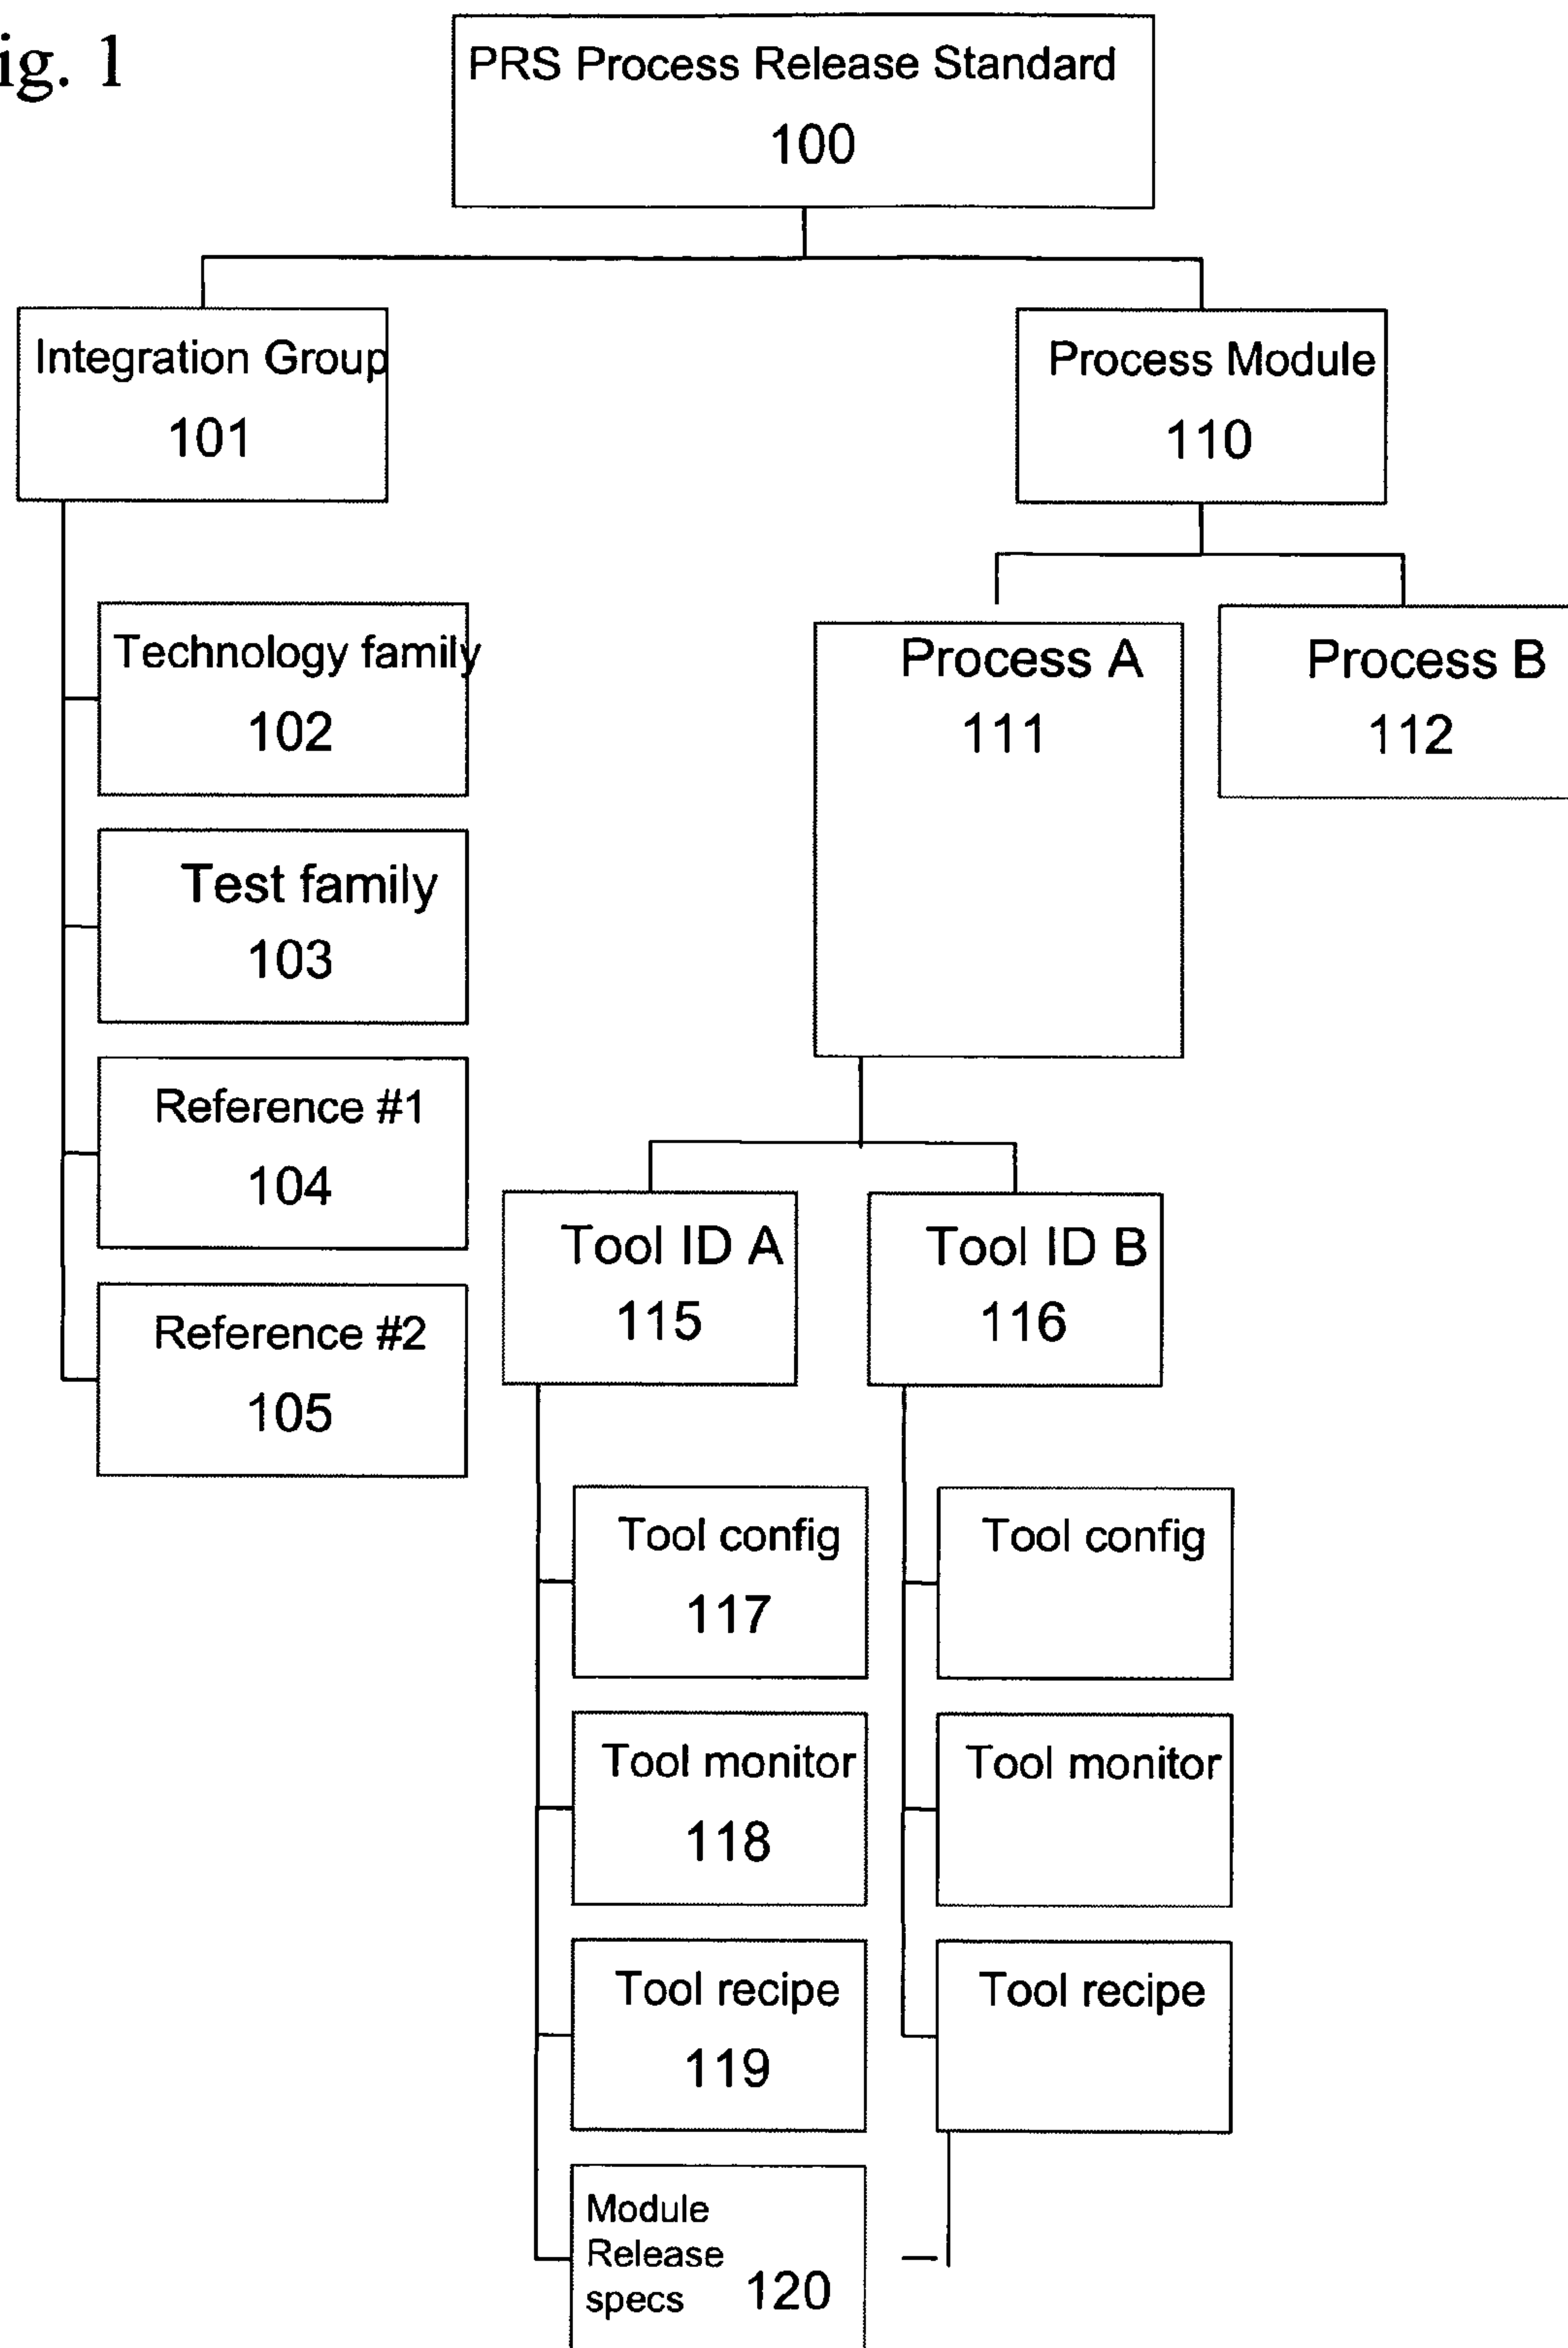 ig. 1
PRS Process Release Standard
100
Integration Group
101
Process Module
110
Technology family
102
Test family
103
Reference #1
104
Reference #2
105
Process A
111
Process B
112
Tool ID A
115
Tool ID B
116
Tool config
117
Tool monitor
118
Tool recipe
119
Module
Release
specs 120
Tool config
Tool monitor
Tool recipe